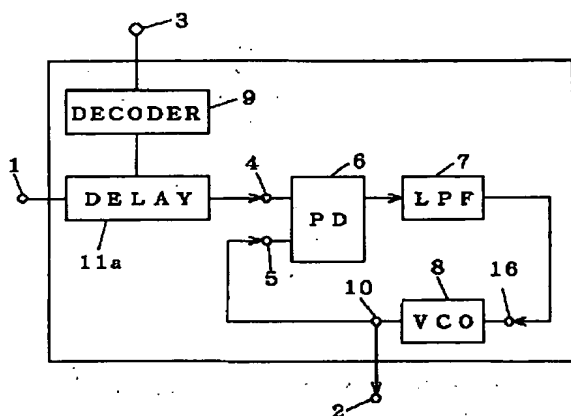 3
DECODER 9
1 DELAY 4 6 7
PD LPF
11a 5 10 8 16
VCO
2